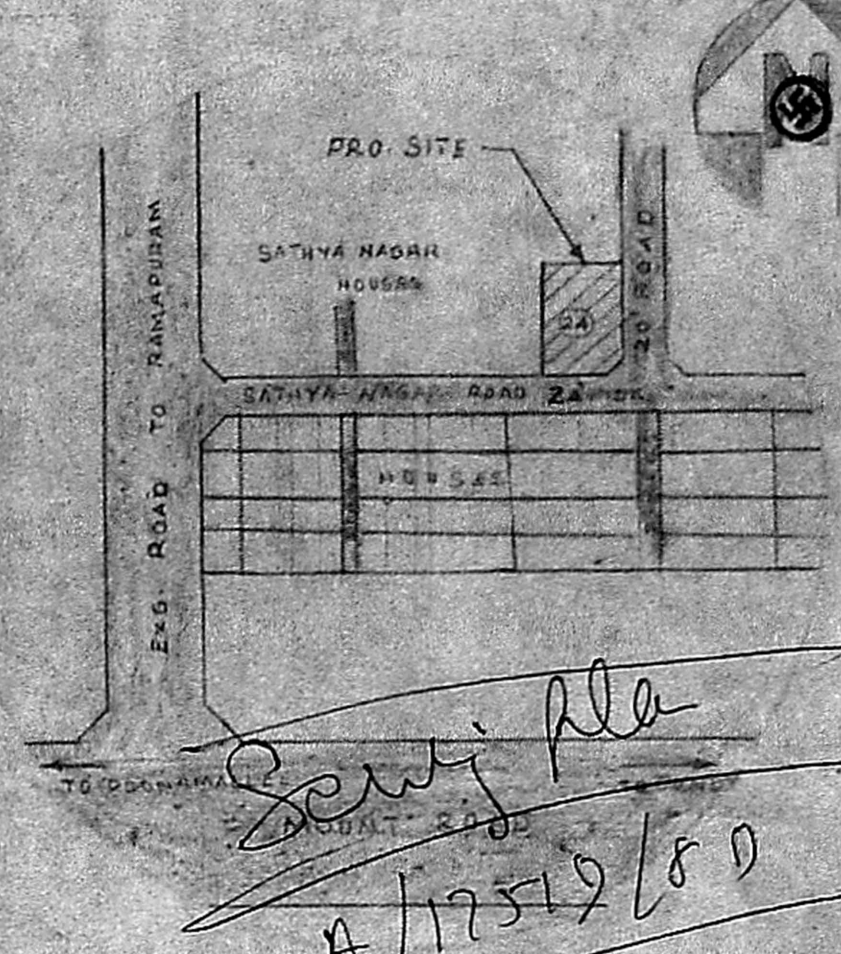 PRO. SITE
SATHYA NAGAR
HOUSES
24
20' ROAD
EXG. ROAD TO RAMAPURAM
SATHYA NAGAR ROAD
HOUSES
TO POONAMALLEE
MOUNT ROAD
A/17519/8D